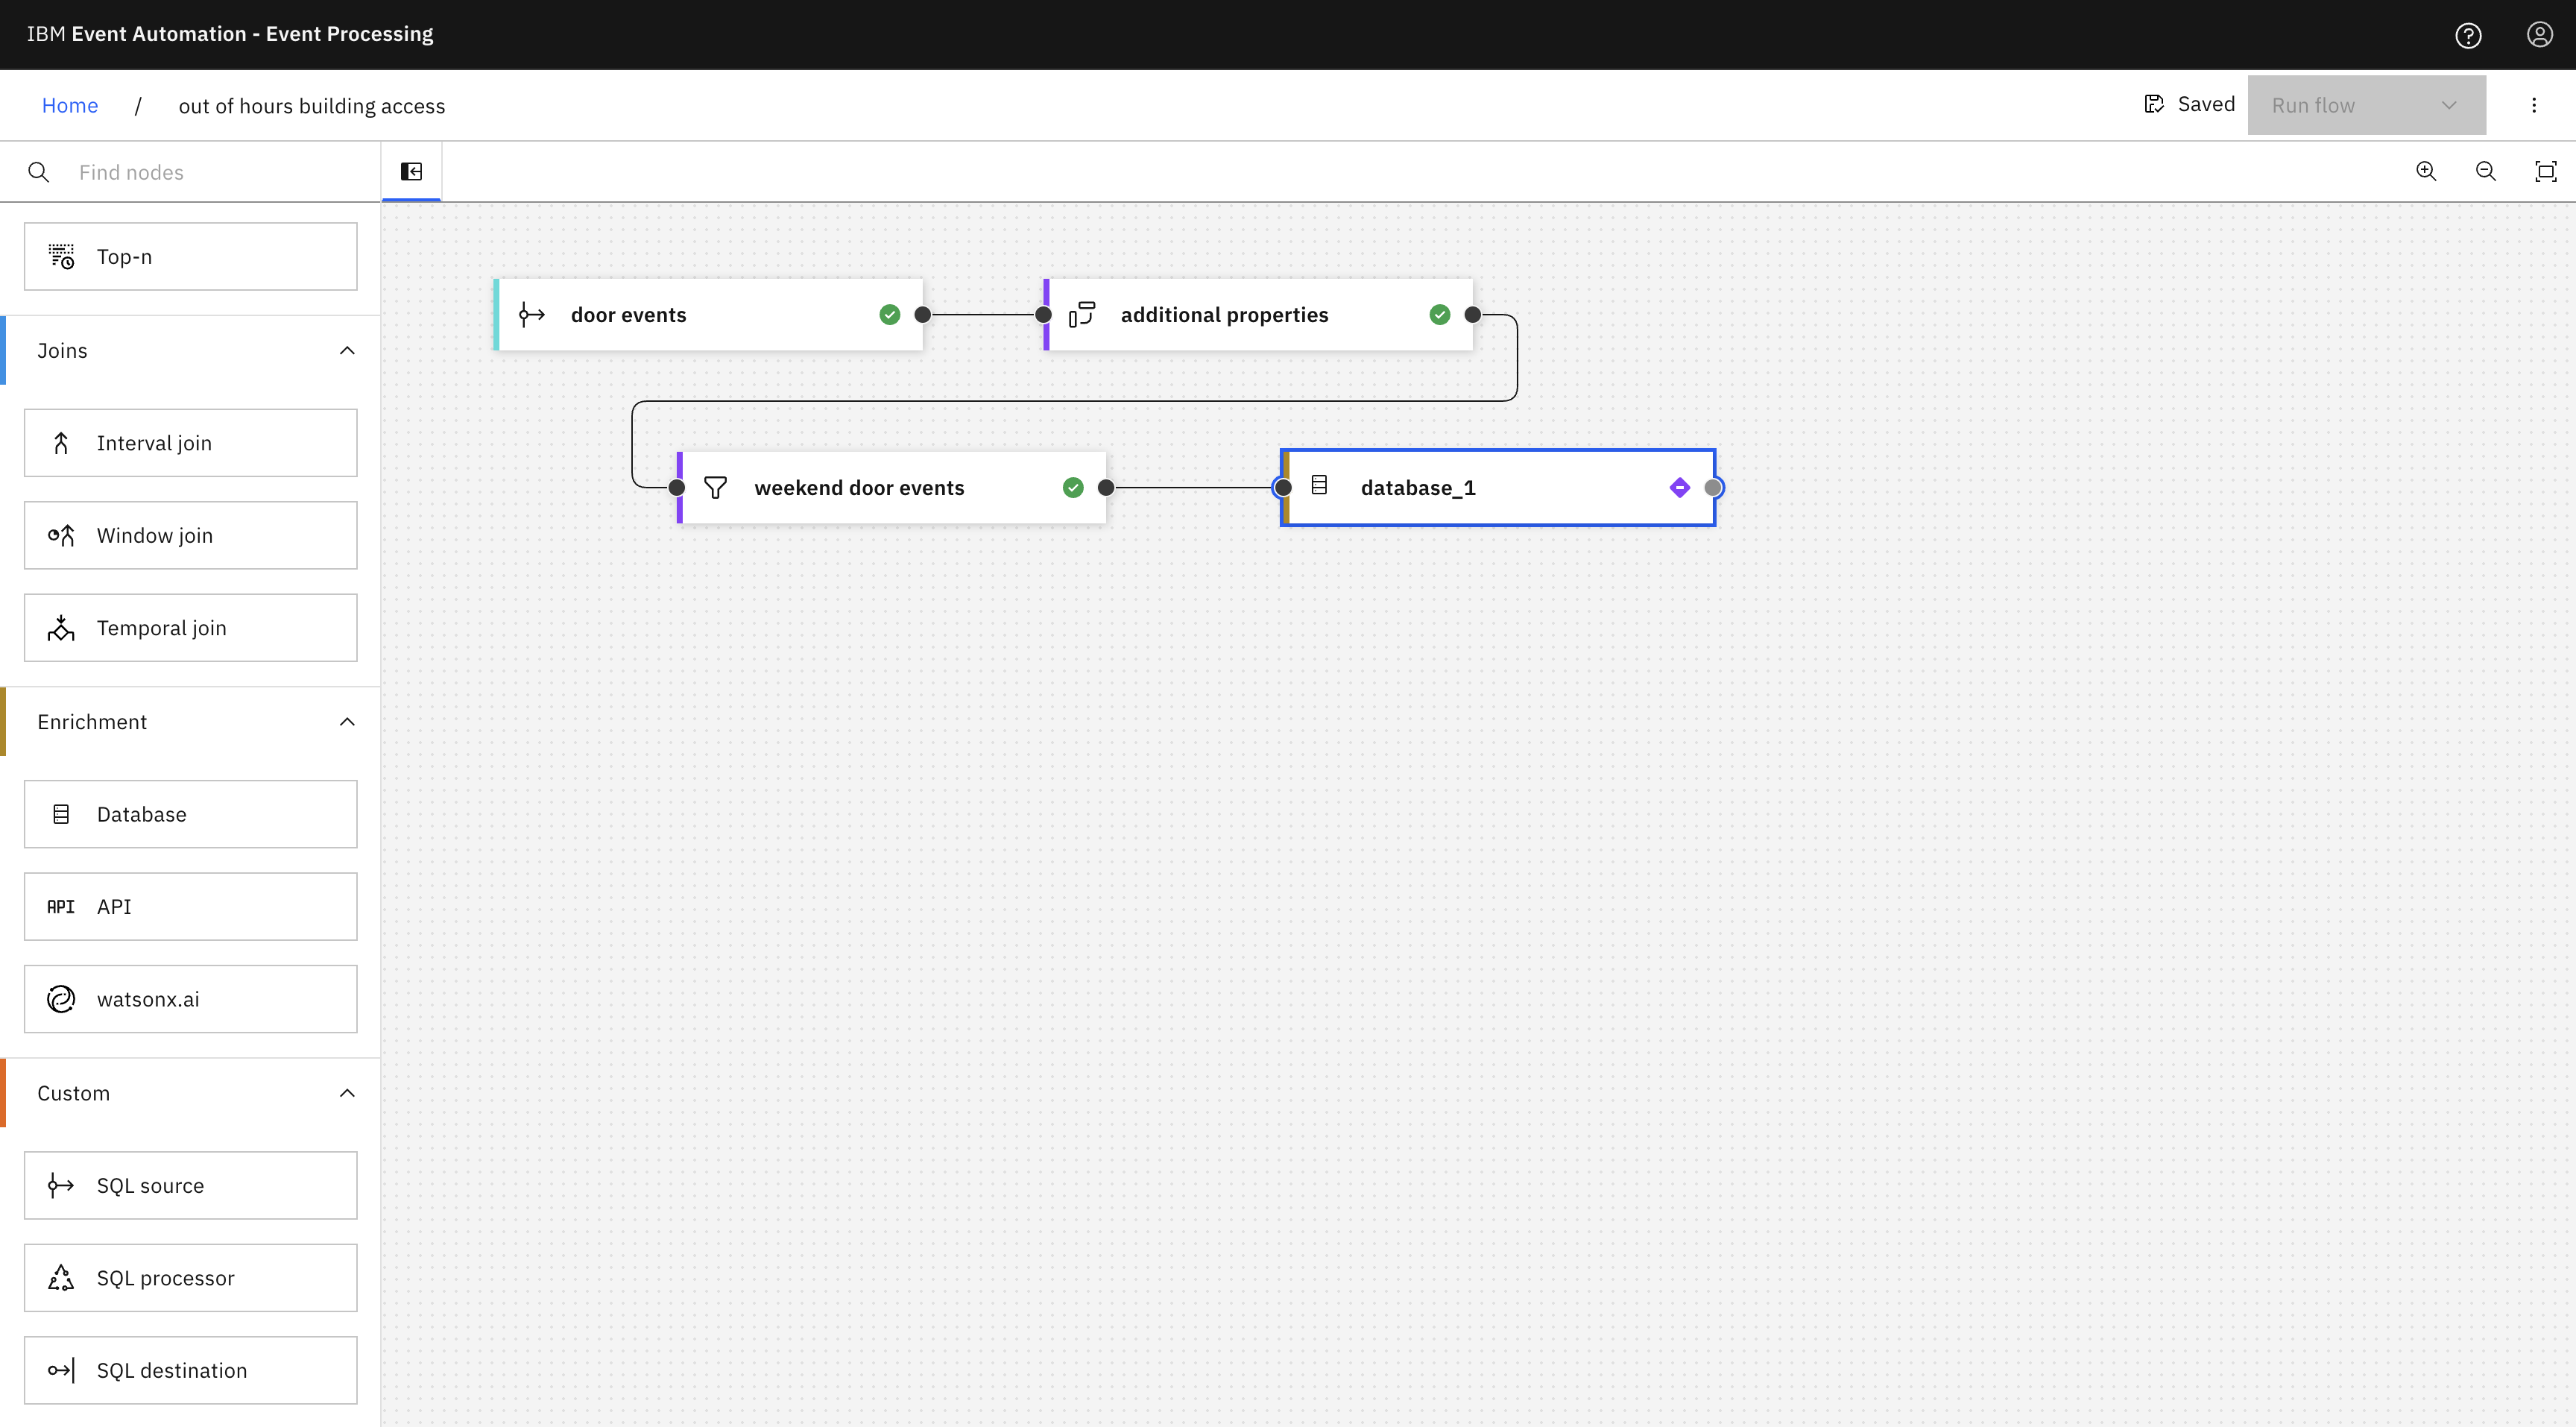 IBM Event Automation - Event Processing
Home / out of hours building access
Saved
Run flow
Find nodes
Top-n
Joins
Interval join
Window join
Temporal join
Enrichment
Database
API API
watsonx.ai
Custom
SQL source
SQL processor
SQL destination
door events
additional properties
weekend door events
database_1